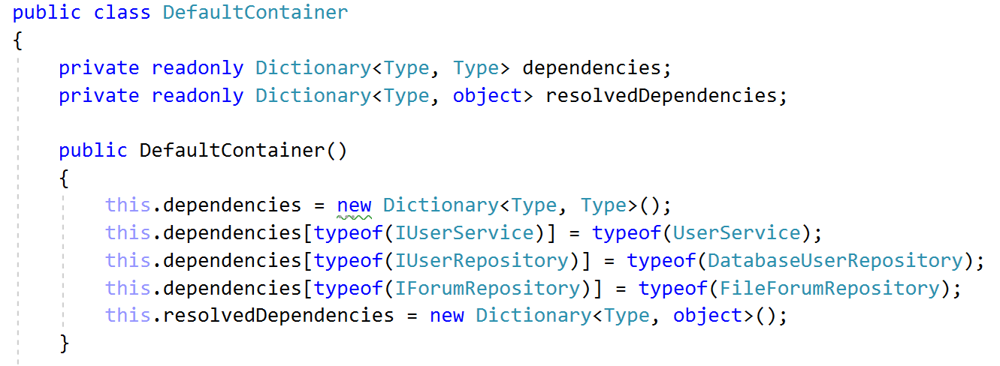 public class DefaultContainer
{
private readonly Dictionary<Type, Type> dependencies;
private readonly Dictionary<Type, object> resolvedDependencies;
public DefaultContainer()
{
this.dependencies = new Dictionary<Type, Type>();
this.dependencies[typeof(IUserService)] = typeof(UserService);
this.dependencies[typeof(IUserRepository)] = typeof(DatabaseUserRepository);
this.dependencies[typeof(IForumRepository)] = typeof(FileForumRepository);
this.resolvedDependencies = new Dictionary<Type, object>();
}